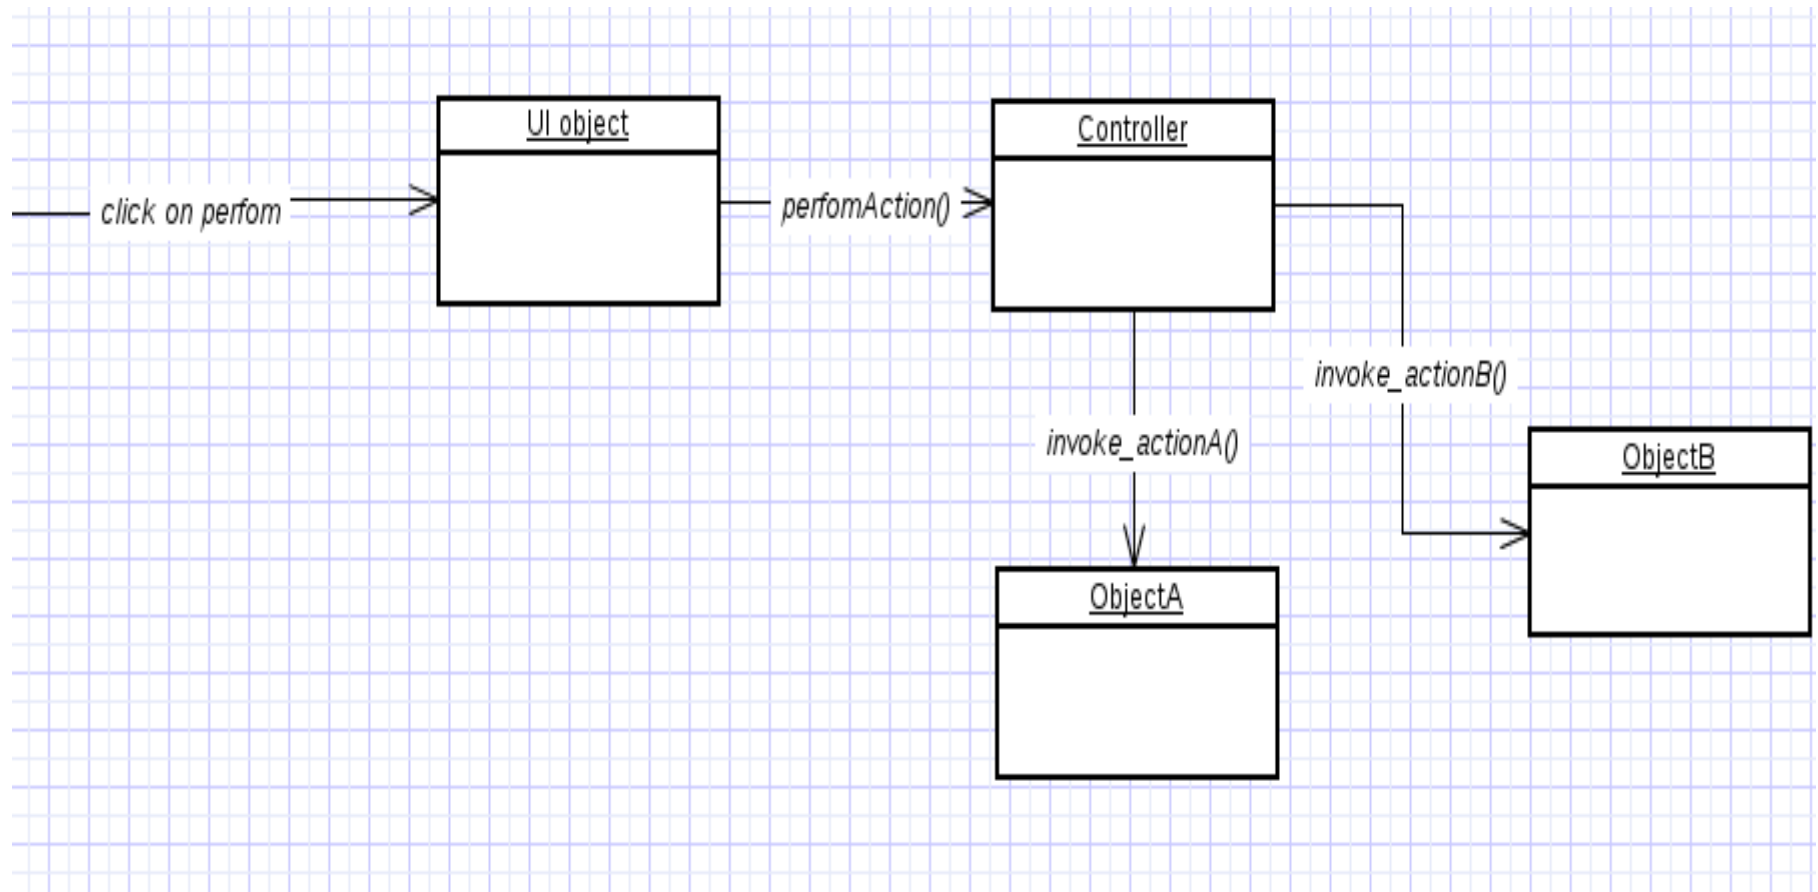 UI object
Controller
click on perfom
perfomAction()
invoke_actionB()
invoke_actionA()
ObjectB
ObjectA